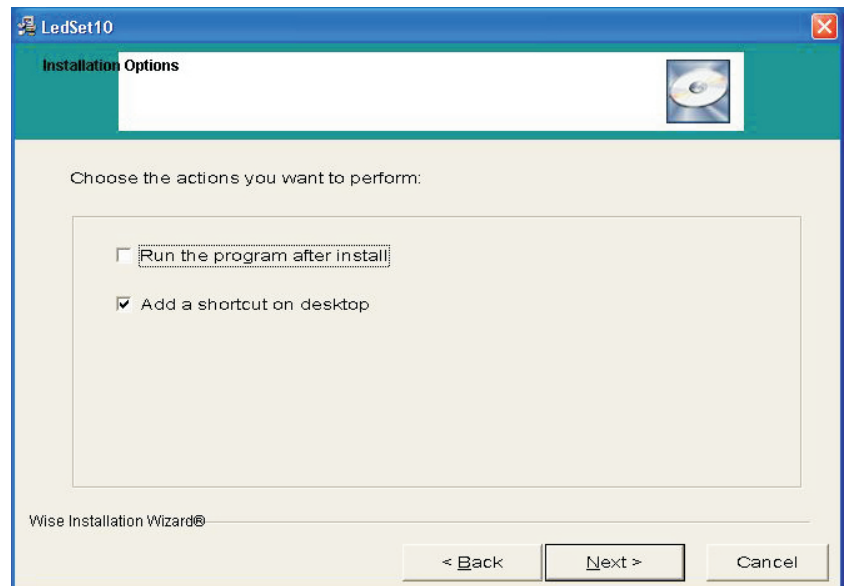 LedSet10
Installation Options
Choose the actions you want to perform:
Run the program after install
Add a shortcut on desktop
Wise Installation Wizard®
< Back
Next >
Cancel